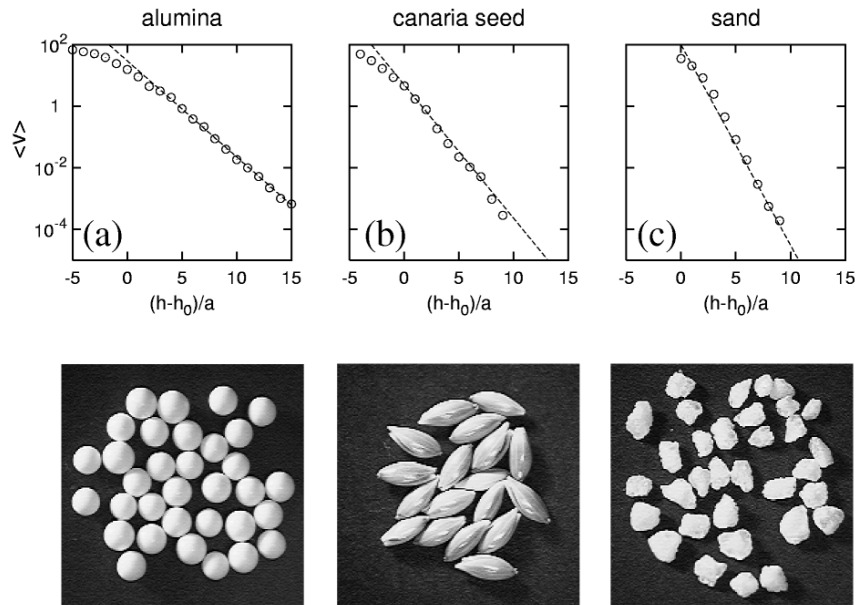 alumina
canaria seed
sand
<v>
10²
1
10⁻²
10⁻⁴
(a)
(b)
(c)
-5 0 5 10 15
-5 0 5 10 15
-5 0 5 10 15
(h-h₀)/a
(h-h₀)/a
(h-h₀)/a